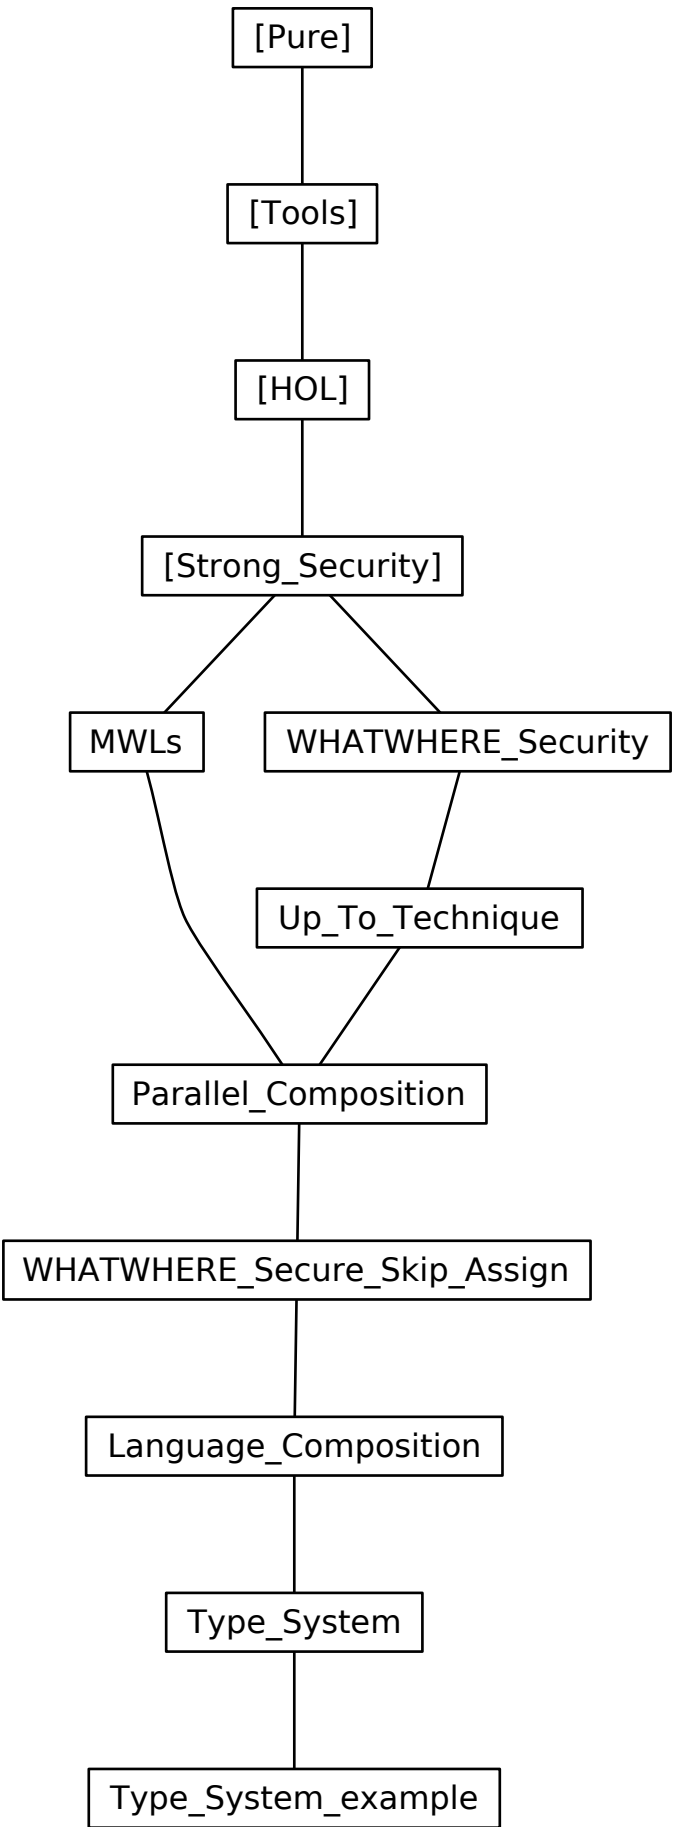 [Pure]
[Tools]
[HOL]
[Strong_Security]
MWLs
WHATWHERE_Security
Up_To_Technique
Parallel_Composition
WHATWHERE_Secure_Skip_Assign
Language_Composition
Type_System
Type_System_example